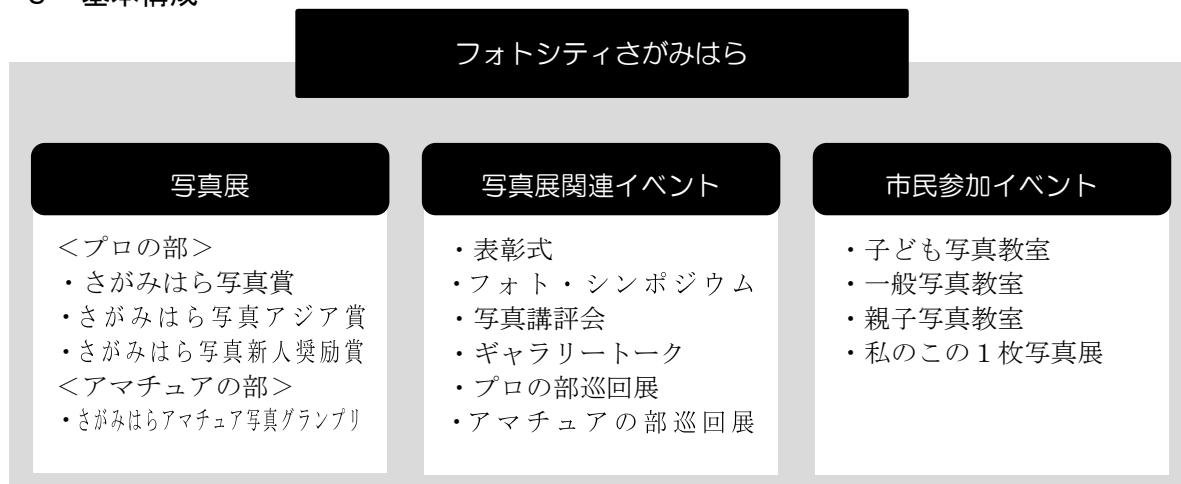 基本構成
フォトシティさがみはら
写真展
＜プロの部＞
・さがみはら写真賞
・さがみはら写真アジア賞
・さがみはら写真新人奨励賞
＜アマチュアの部＞
・さがみはらアマチュア写真グランプリ
写真展関連イベント
・表彰式
・フォト・シンポジウム
・写真講評会
・ギャラリートーク
・プロの部巡回展
・アマチュアの部巡回展
市民参加イベント
・子ども写真教室
・一般写真教室
・親子写真教室
・私のこの１枚写真展